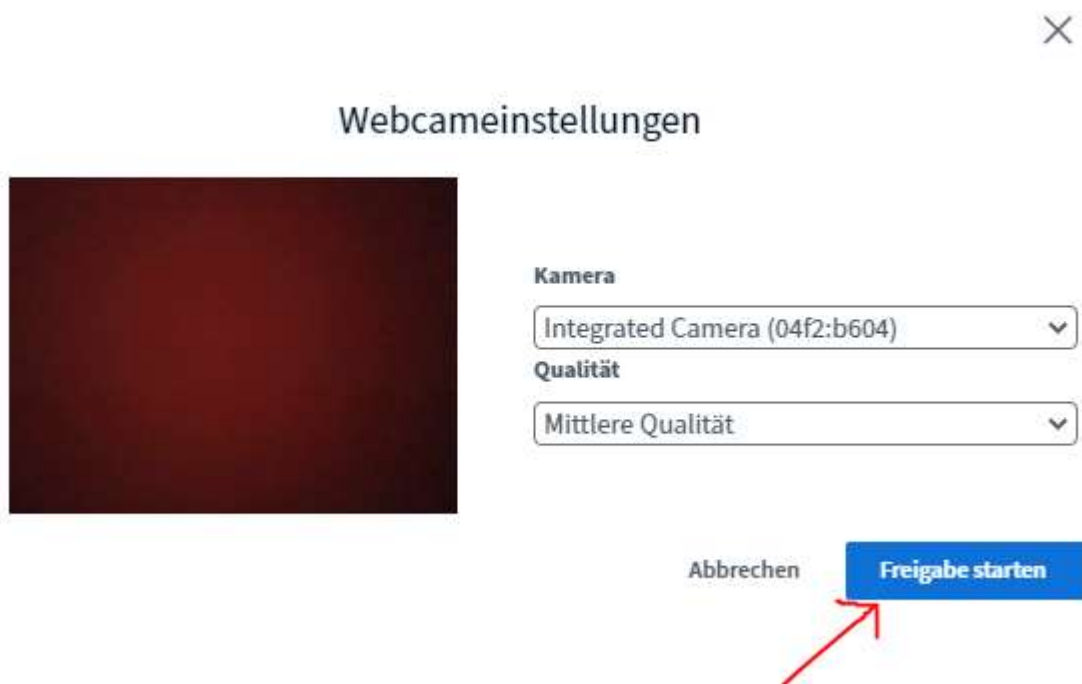 Webcameinstellungen
Kamera
Integrated Camera (04f2:b604)
Qualität
Mittlere Qualität
Abbrechen
Freigabe starten